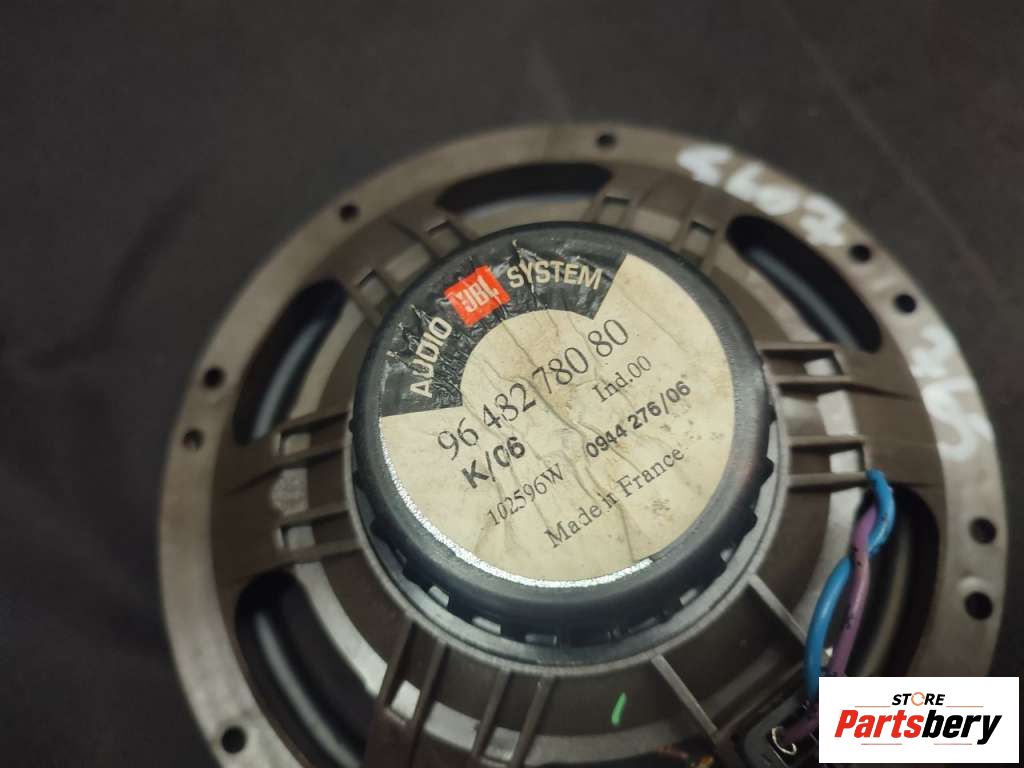 AUDIO JBL SYSTEM
96 482 780 80
Ind.00
K/06
0944 276/06
102596W
Made in France
STORE
Partsbery